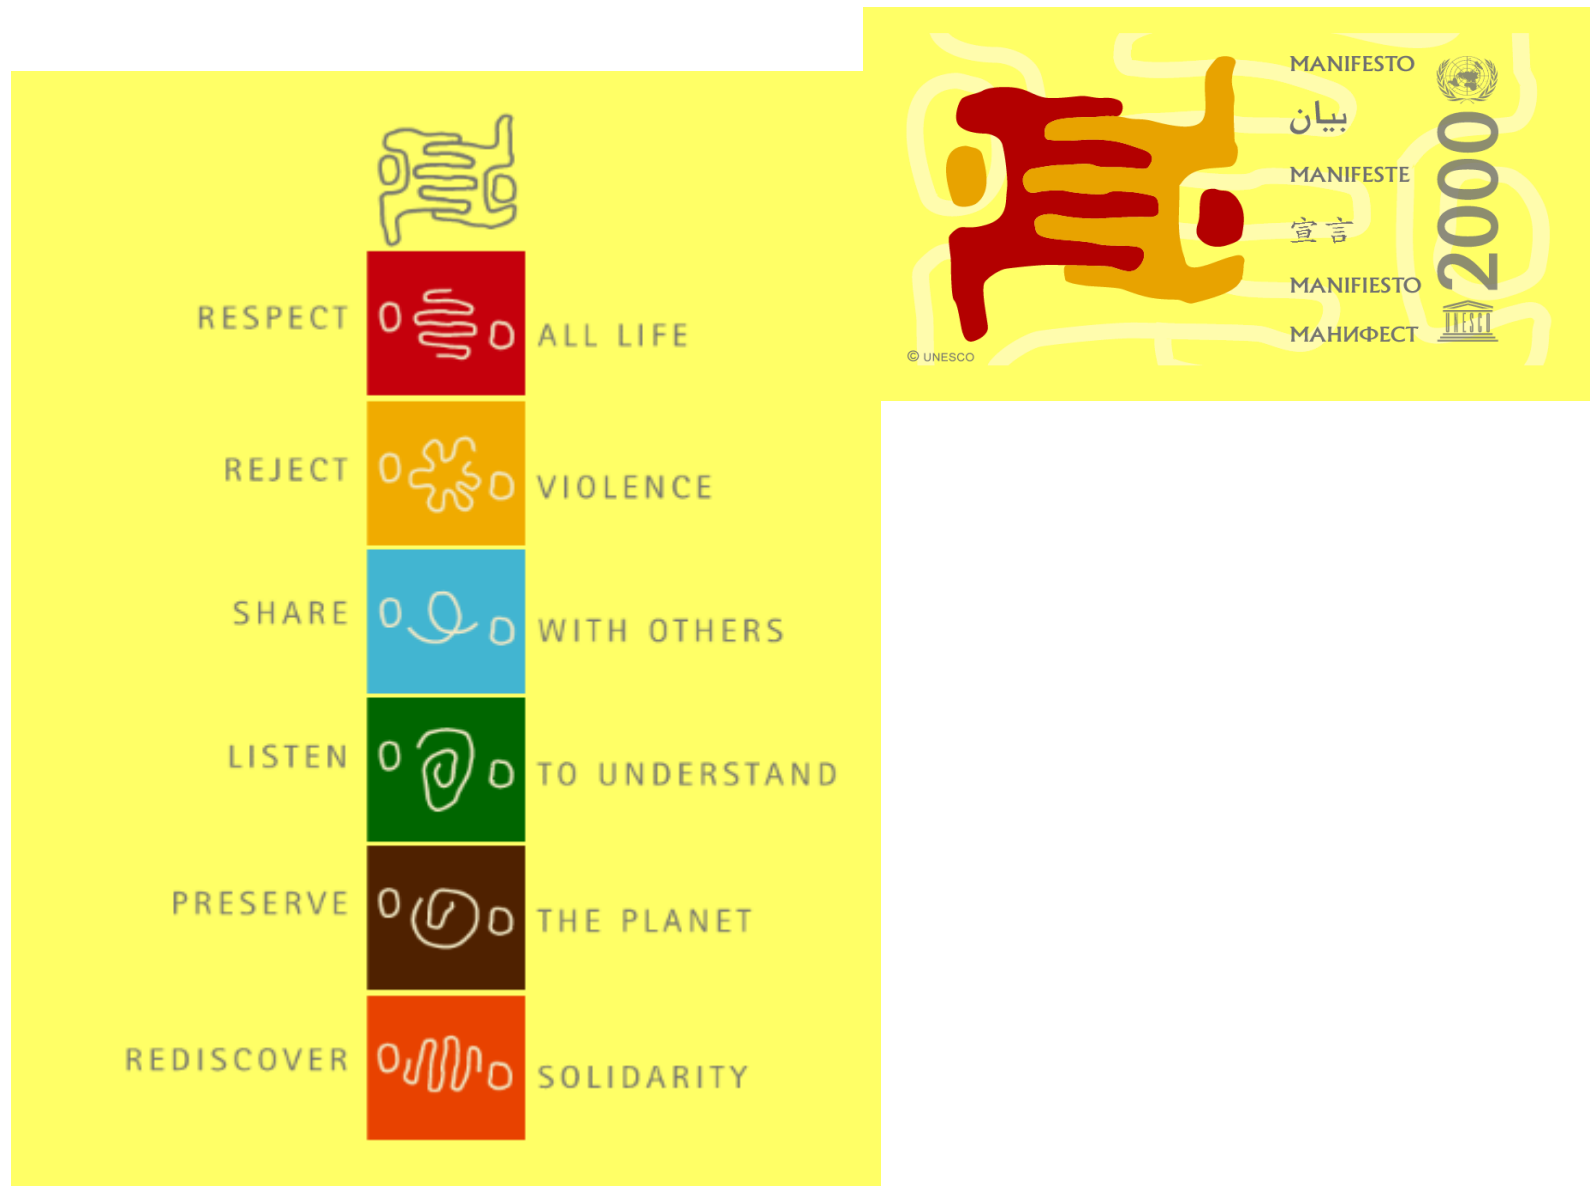 RESPECT ALL LIFE
REJECT VIOLENCE
SHARE WITH OTHERS
LISTEN TO UNDERSTAND
PRESERVE THE PLANET
REDISCOVER SOLIDARITY
MANIFESTO
بيان
MANIFESTE
宣言
MANIFIESTO
МАНИФЕСТ
2000
UNESCO
© UNESCO